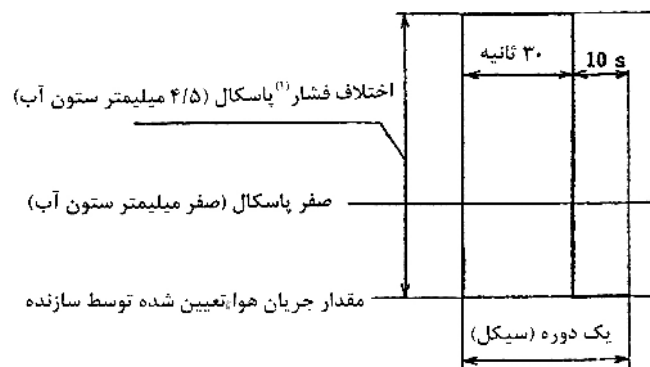 ۳۰ ثانیه
10 s
اختلاف فشار(۱) پاسکال (۴/۵ میلیمتر ستون آب)
صفر پاسکال (صفر میلیمتر ستون آب)
مقدار جریان هوا، تعیین شده توسط سازنده
یک دوره (سیکل)